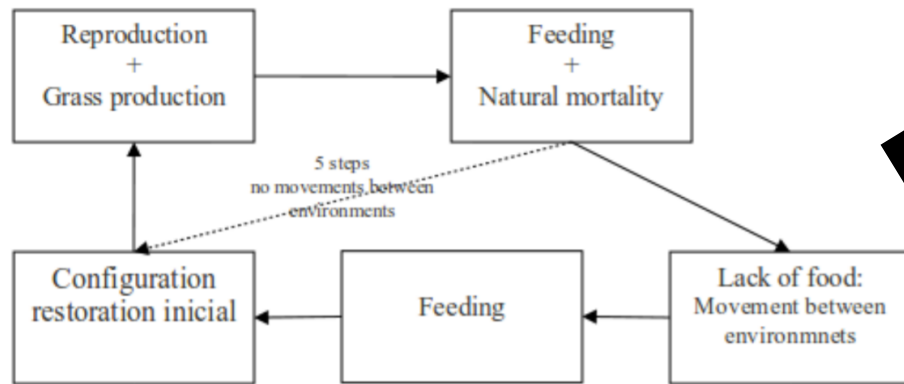 Reproduction
+
Grass production
Feeding
+
Natural mortality
5 steps
no movements between
environments
Configuration
restoration inicial
Feeding
Lack of food:
Movement between
environmnets